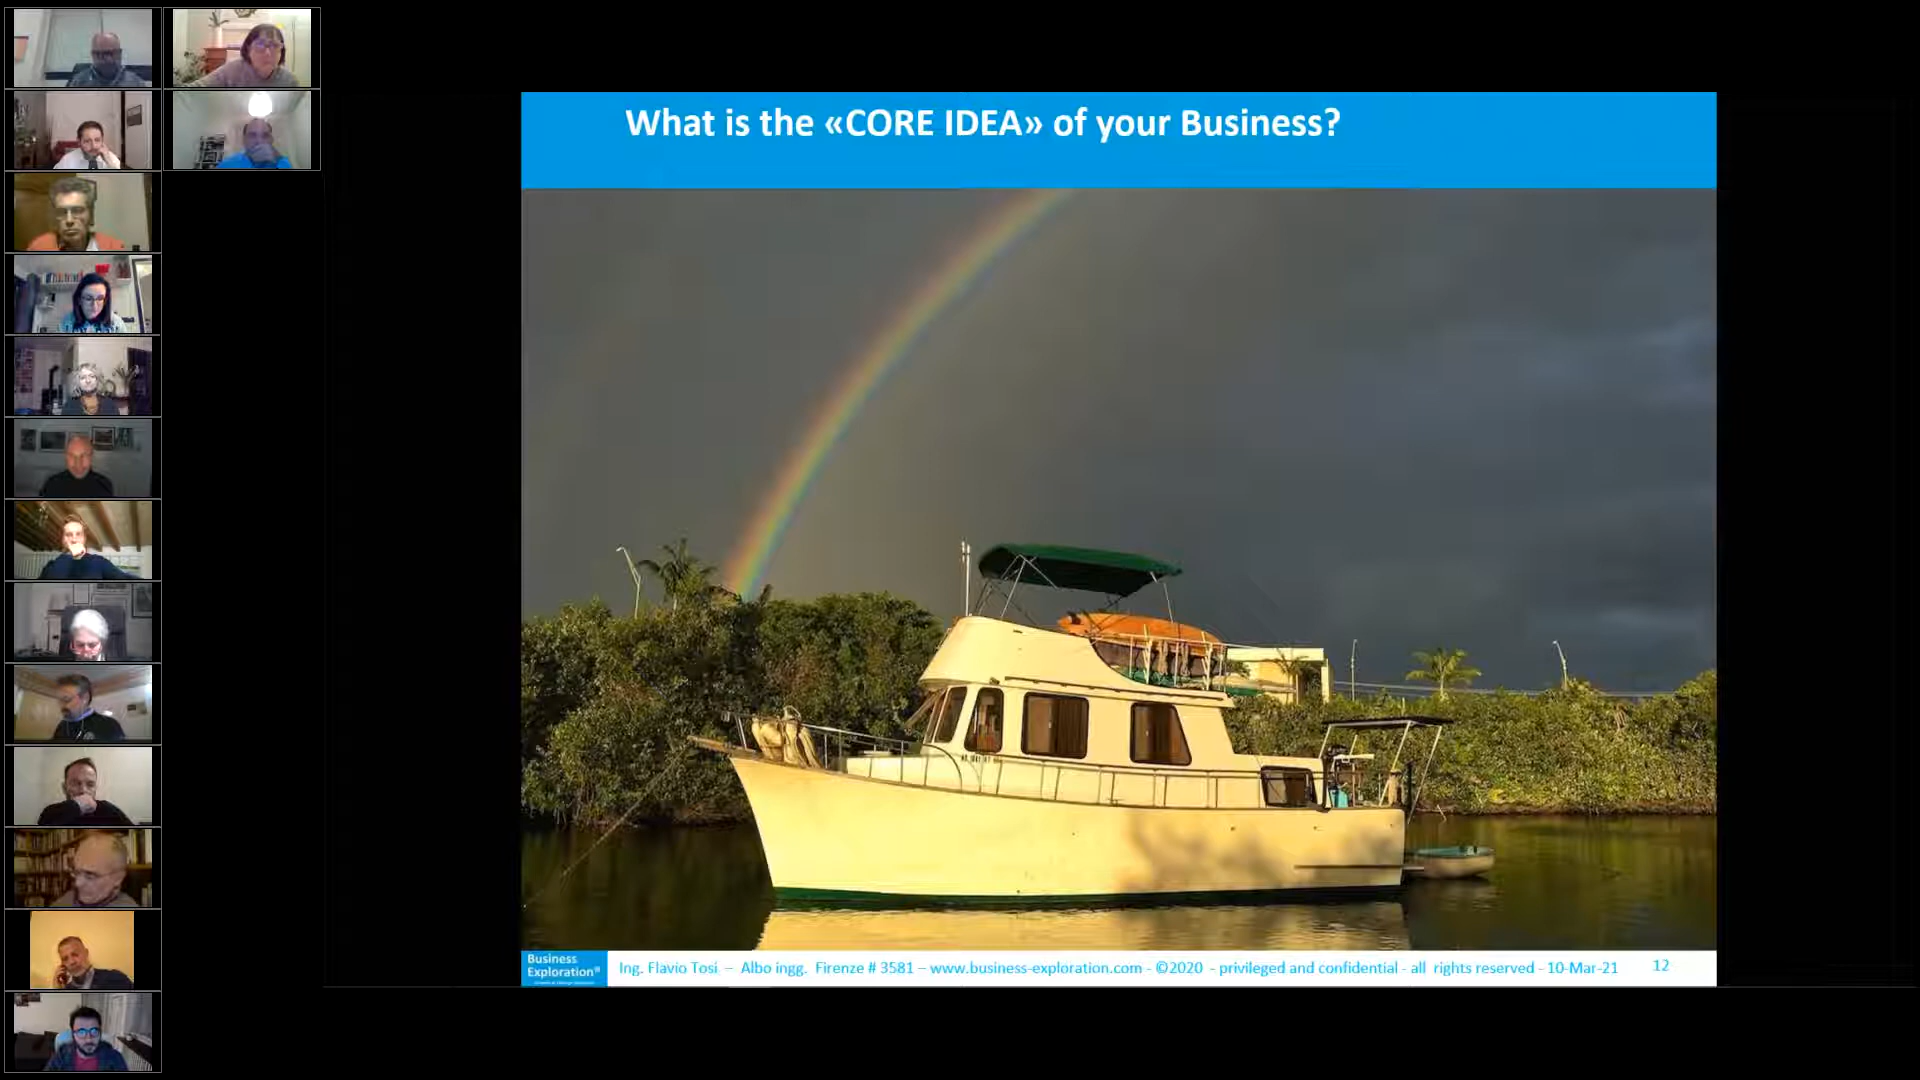 What is the «CORE IDEA» of your Business?
Business
Exploration®
Ing. Flavio Tosi – Albo ingg. Firenze # 3581 – www.business-exploration.com - ©2020 - privileged and confidential - all rights reserved - 10-Mar-21
12